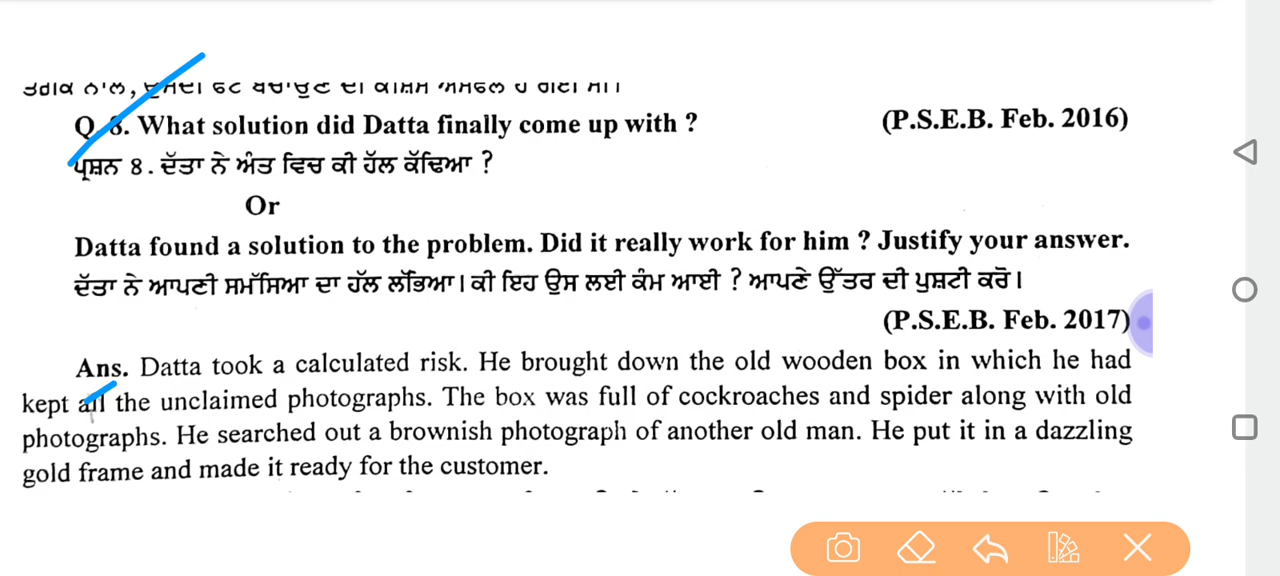 Q. 8. What solution did Datta finally come up with ? (P.S.E.B. Feb. 2016)
ਪ੍ਰਸ਼ਨ 8. ਦੱਤਾ ਨੇ ਅੰਤ ਵਿਚ ਕੀ ਹੱਲ ਕੱਢਿਆ ?
Or
Datta found a solution to the problem. Did it really work for him ? Justify your answer.
ਦੱਤਾ ਨੇ ਆਪਣੀ ਸਮੱਸਿਆ ਦਾ ਹੱਲ ਲੱਭਿਆ। ਕੀ ਇਹ ਉਸ ਲਈ ਕੰਮ ਆਈ ? ਆਪਣੇ ਉੱਤਰ ਦੀ ਪੁਸ਼ਟੀ ਕਰੋ।
(P.S.E.B. Feb. 2017)
Ans. Datta took a calculated risk. He brought down the old wooden box in which he had
kept all the unclaimed photographs. The box was full of cockroaches and spider along with old
photographs. He searched out a brownish photograph of another old man. He put it in a dazzling
gold frame and made it ready for the customer.